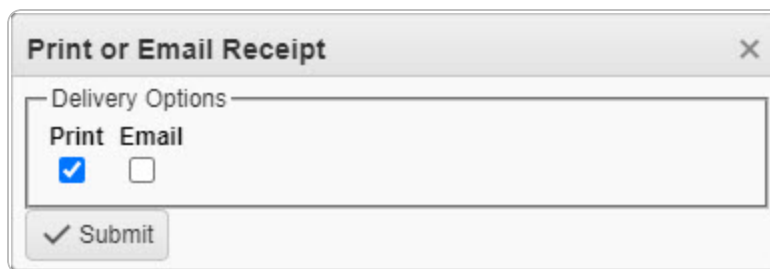 Print or Email Receipt
Delivery Options
Print Email
Submit